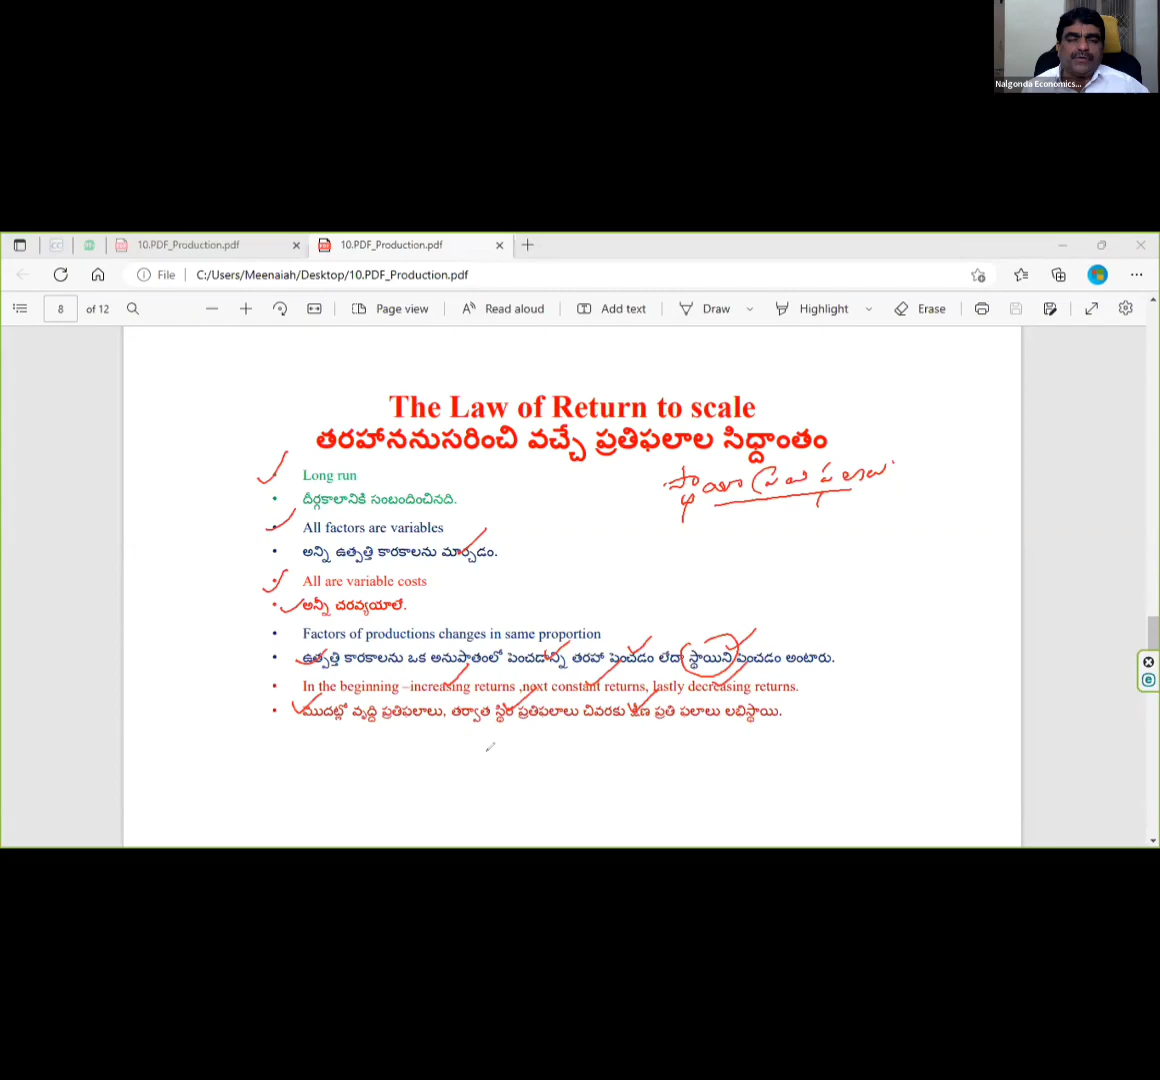 Nalgonda Economics...
10.PDF_Production.pdf
10.PDF_Production.pdf
File
C:/Users/Meenaiah/Desktop/10.PDF_Production.pdf
8 of 12
Page view
Read aloud
Add text
Draw
Highlight
Erase
The Law of Return to scale
తరహాననుసరించి వచ్చే ప్రతిఫలాల సిద్ధాంతం
• Long run
• దీర్గకాలానికి సంబందించినది.
• All factors are variables
• అన్ని ఉత్పత్తి కారకాలను మార్చడం.
• All are variable costs
• అన్నీ చరవ్యయాలే.
• Factors of productions changes in same proportion
• ఉత్పత్తి కారకాలను ఒక అనుపాతంలో పెంచడాన్ని తరహా పెంచడం లేదా స్థాయిని పెంచడం అంటారు.
• In the beginning –increasing returns ,next constant returns, lastly decreasing returns.
• ముదట్లో వృద్ది ప్రతిఫలాలు, తర్వాత స్థిర ప్రతిఫలాలు చివరకు క్షీణ ప్రతి ఫలాలు లభిస్థాయి.